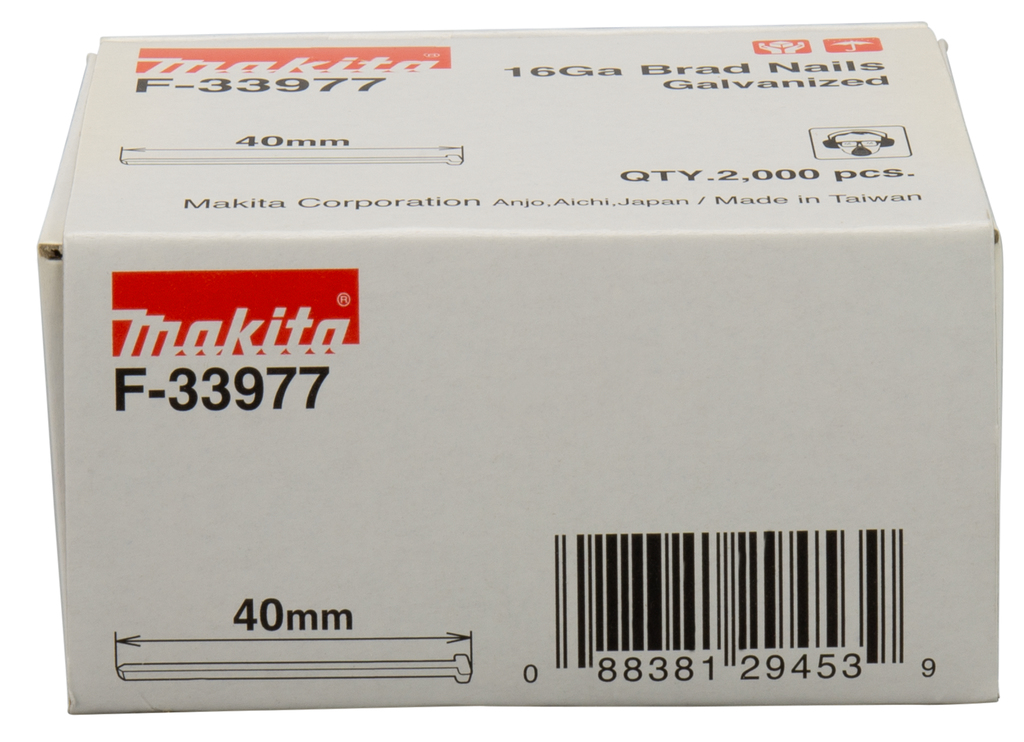 makita®
F-33977
16Ga Brad Nails
Galvanized
40mm
QTY.2,000 pcs.
Makita Corporation Anjo,Aichi,Japan / Made in Taiwan
makita®
F-33977
40mm
0 88381 29453 9